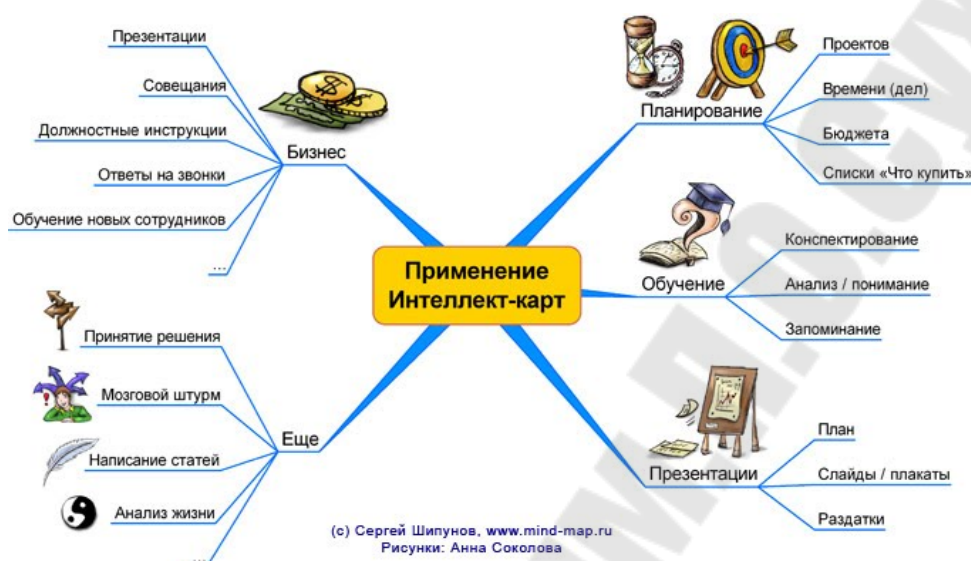 Применение
Интеллект-карт
Планирование
Проектов
Времени (дел)
Бюджета
Списки «Что купить»
Обучение
Конспектирование
Анализ / понимание
Запоминание
Презентации
План
Слайды / плакаты
Раздатки
Бизнес
Презентации
Совещания
Должностные инструкции
Ответы на звонки
Обучение новых сотрудников
...
Еще
Принятие решения
Мозговой штурм
Написание статей
Анализ жизни
...
(с) Сергей Шипунов, www.mind-map.ru
Рисунки: Анна Соколова